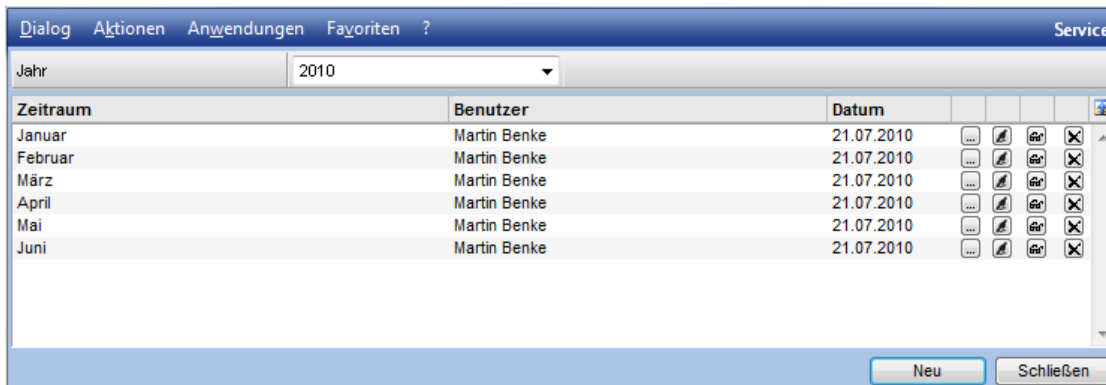 Dialog Aktionen Anwendungen Favoriten ? Service
Jahr 2010
Zeitraum Benutzer Datum
Januar Martin Benke 21.07.2010 ...
Februar Martin Benke 21.07.2010 ...
März Martin Benke 21.07.2010 ...
April Martin Benke 21.07.2010 ...
Mai Martin Benke 21.07.2010 ...
Juni Martin Benke 21.07.2010 ...
Neu Schließen